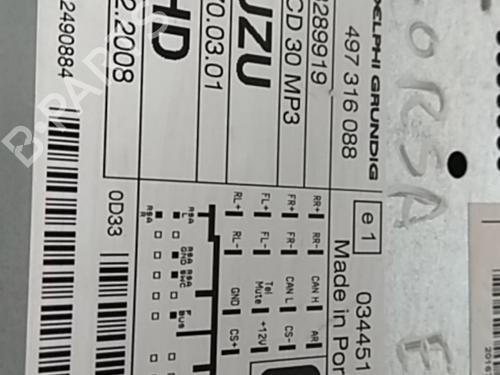 DELPHI GRUNDIG
497 316 088
289919
CD 30 MP3
UZU
70.03.01
HD
2.2008
2490884
0D33
e 1
034451
Made in Por
RR+ RR- CAN H AR
FR+ FR- CAN L CS-
FL+ FL- Tel Mute +12V
RL+ RL- GND CS+
CORSA
B-PARTS